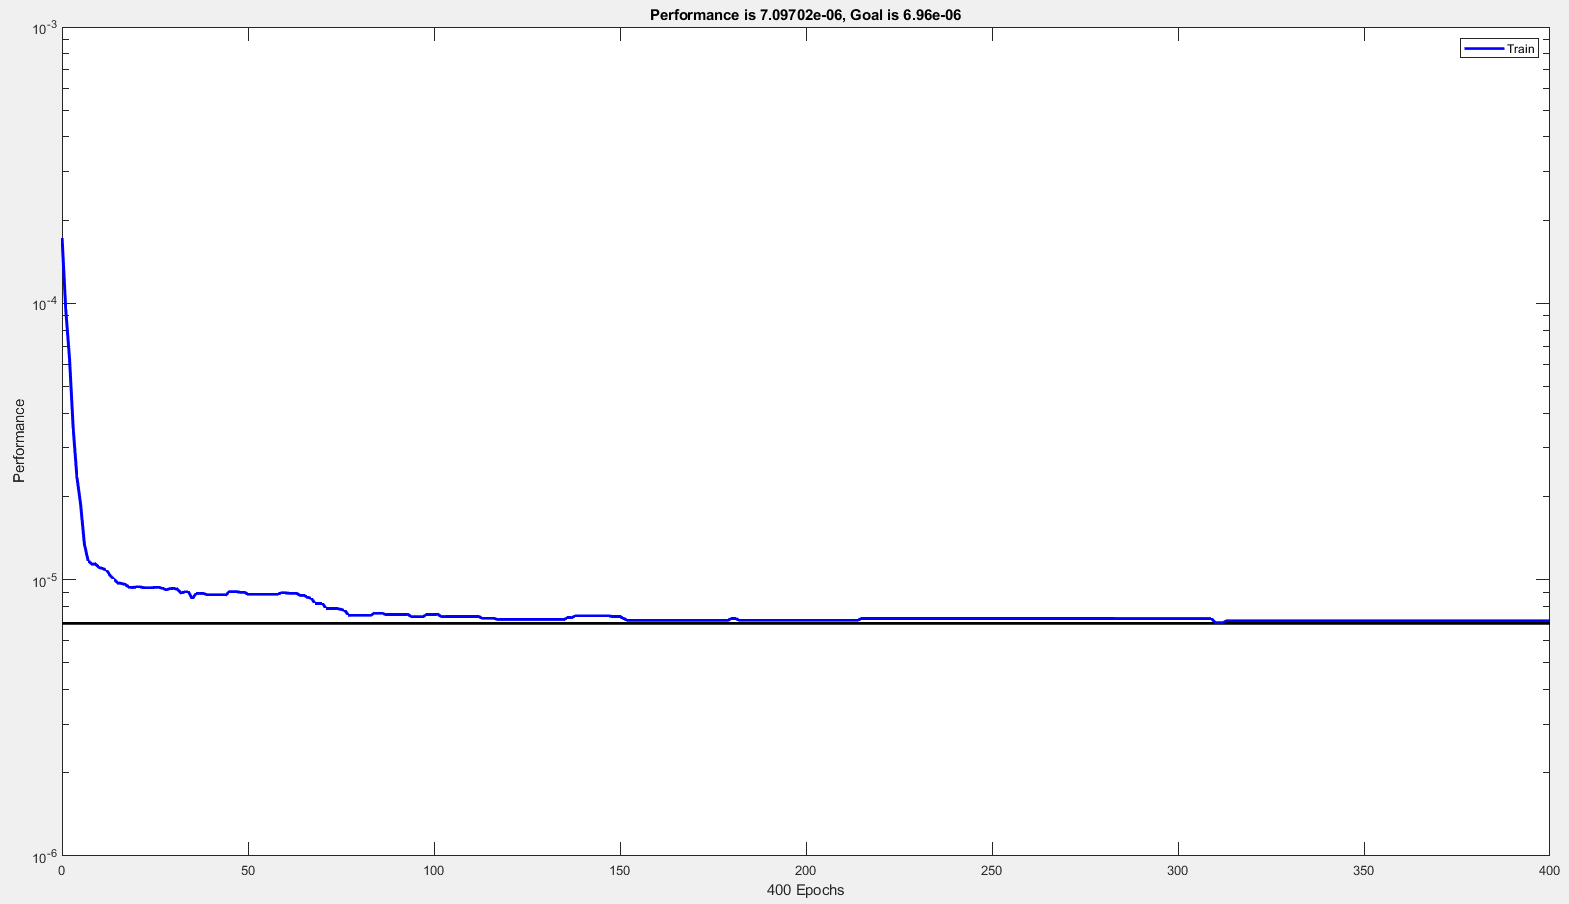 Performance is 7.09702e-06, Goal is 6.96e-06
Train
10-3
10-4
10-5
10-6
Performance
0 50 100 150 200 250 300 350 400
400 Epochs